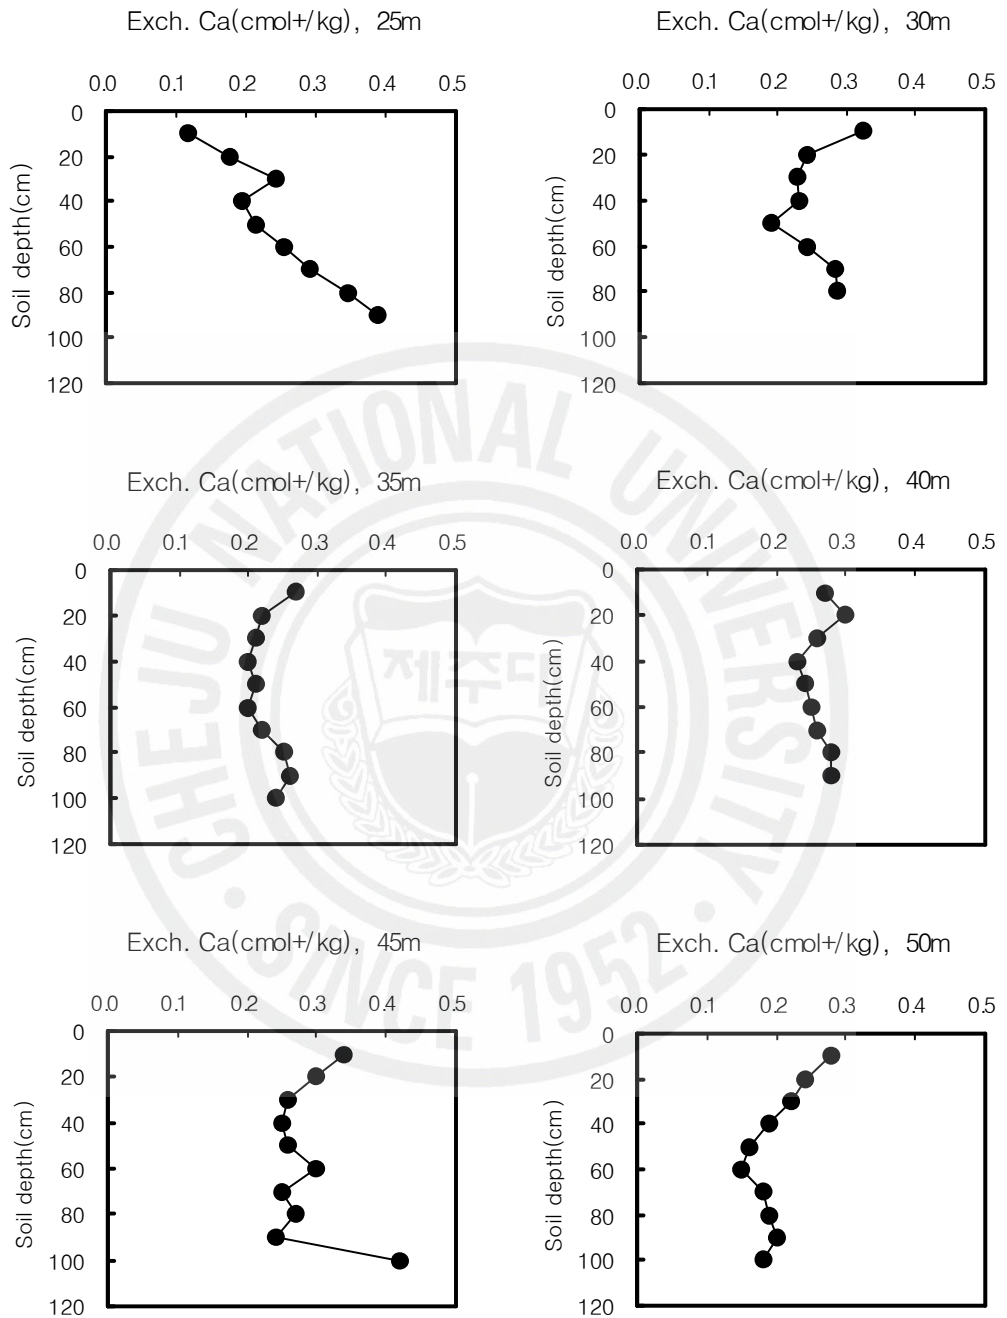 Exch. Ca(cmol+/kg), 25m
0.0 0.1 0.2 0.3 0.4 0.5
0
20
40
60
80
100
120
Soil depth(cm)
Exch. Ca(cmol+/kg), 30m
0.0 0.1 0.2 0.3 0.4 0.5
0
20
40
60
80
100
120
Soil depth(cm)
Exch. Ca(cmol+/kg), 35m
0.0 0.1 0.2 0.3 0.4 0.5
0
20
40
60
80
100
120
Soil depth(cm)
Exch. Ca(cmol+/kg), 40m
0.0 0.1 0.2 0.3 0.4 0.5
0
20
40
60
80
100
120
Soil depth(cm)
Exch. Ca(cmol+/kg), 45m
0.0 0.1 0.2 0.3 0.4 0.5
0
20
40
60
80
100
120
Soil depth(cm)
Exch. Ca(cmol+/kg), 50m
0.0 0.1 0.2 0.3 0.4 0.5
0
20
40
60
80
100
120
Soil depth(cm)
CHEJU NATIONAL UNIVERSITY
SINCE 1952
제주대